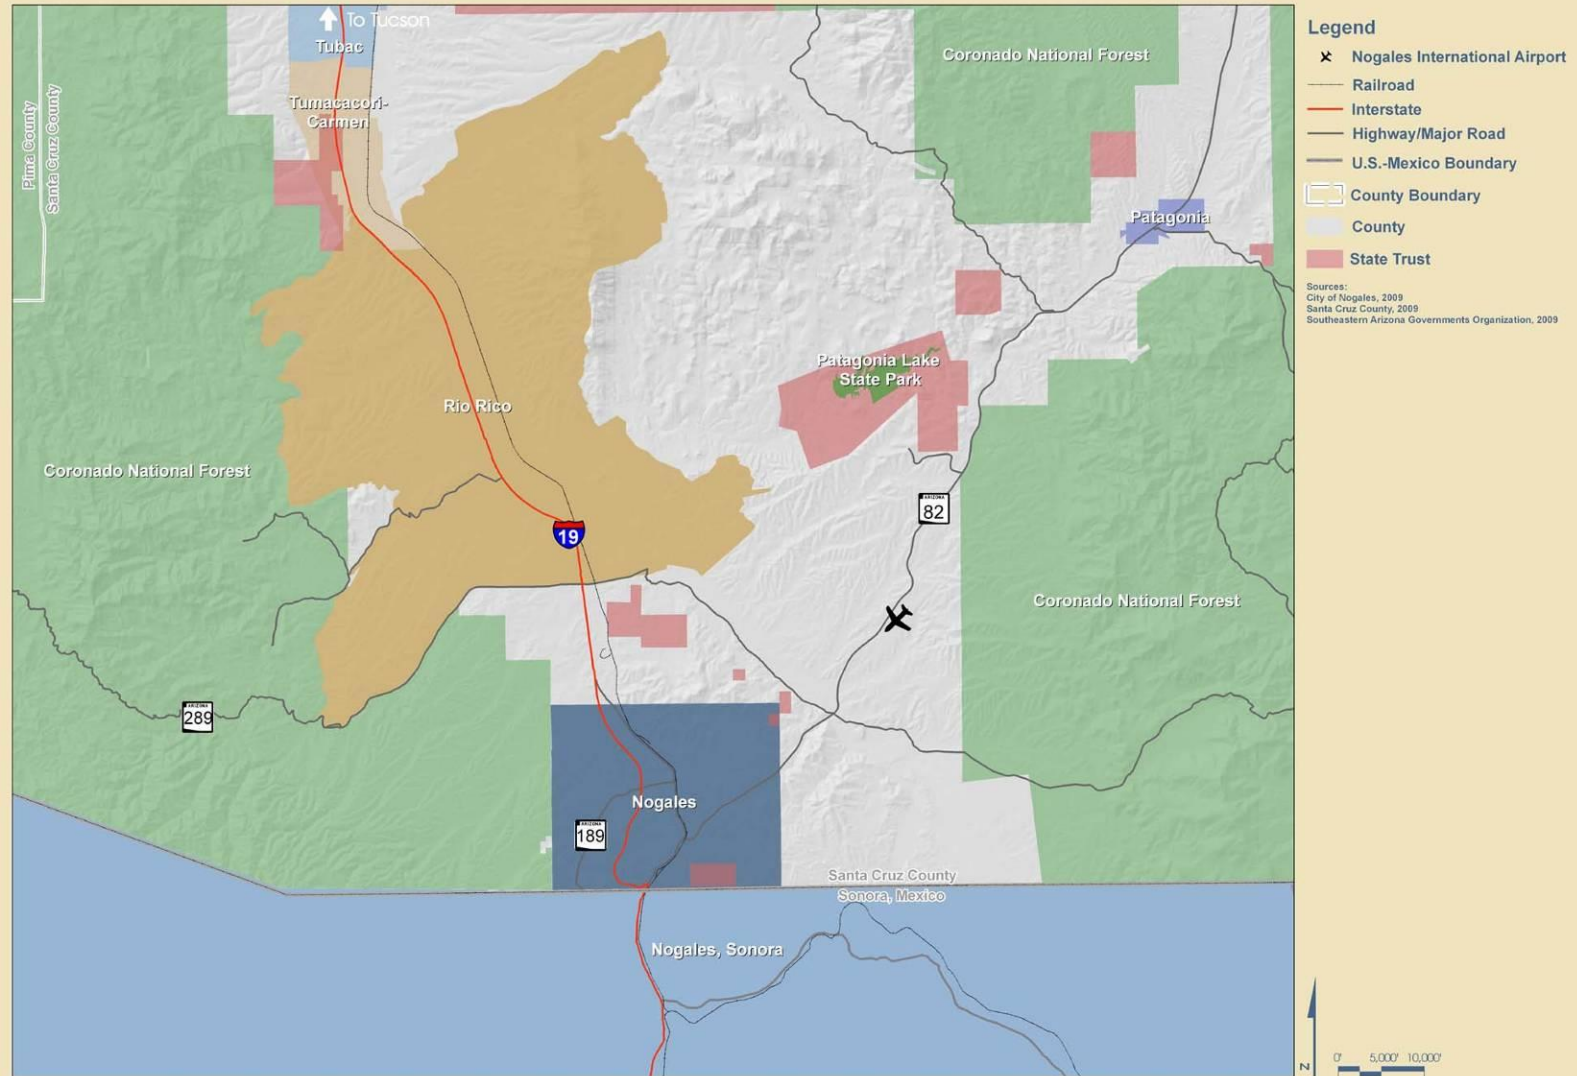 To Tucson
Tubac
Tumacacori-
Carmen
Pima County
Santa Cruz County
Coronado National Forest
Patagonia
Patagonia Lake
State Park
Rio Rico
Coronado National Forest
ARIZONA
82
19
Coronado National Forest
ARIZONA
289
Nogales
ARIZONA
189
Santa Cruz County
Sonora, Mexico
Nogales, Sonora
Legend
Nogales International Airport
Railroad
Interstate
Highway/Major Road
U.S.-Mexico Boundary
County Boundary
County
State Trust
Sources:
City of Nogales, 2009
Santa Cruz County, 2009
Southeastern Arizona Governments Organization, 2009
N
0' 5,000' 10,000'